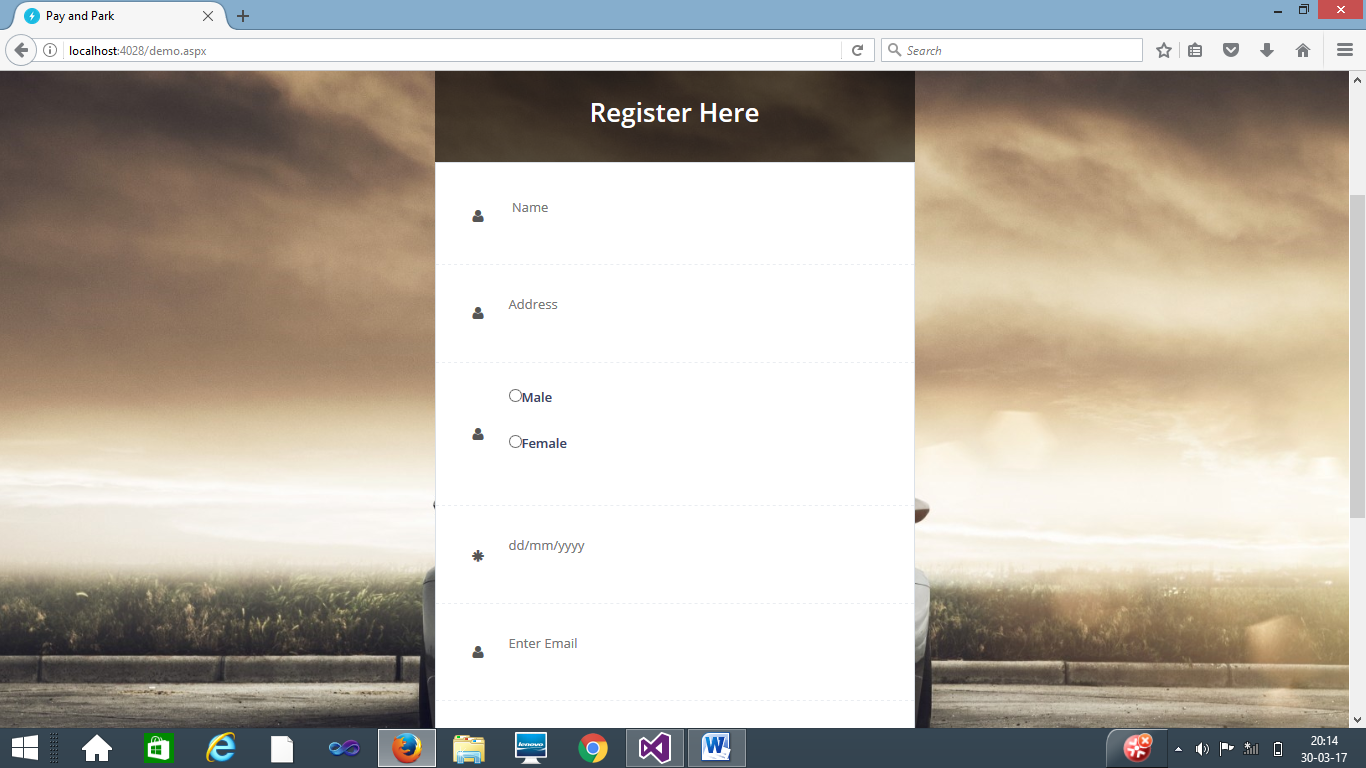 Pay and Park
localhost:4028/demo.aspx
Search
Register Here
Name
Address
Male
Female
dd/mm/yyyy
Enter Email
lenovo
20:14
30-03-17